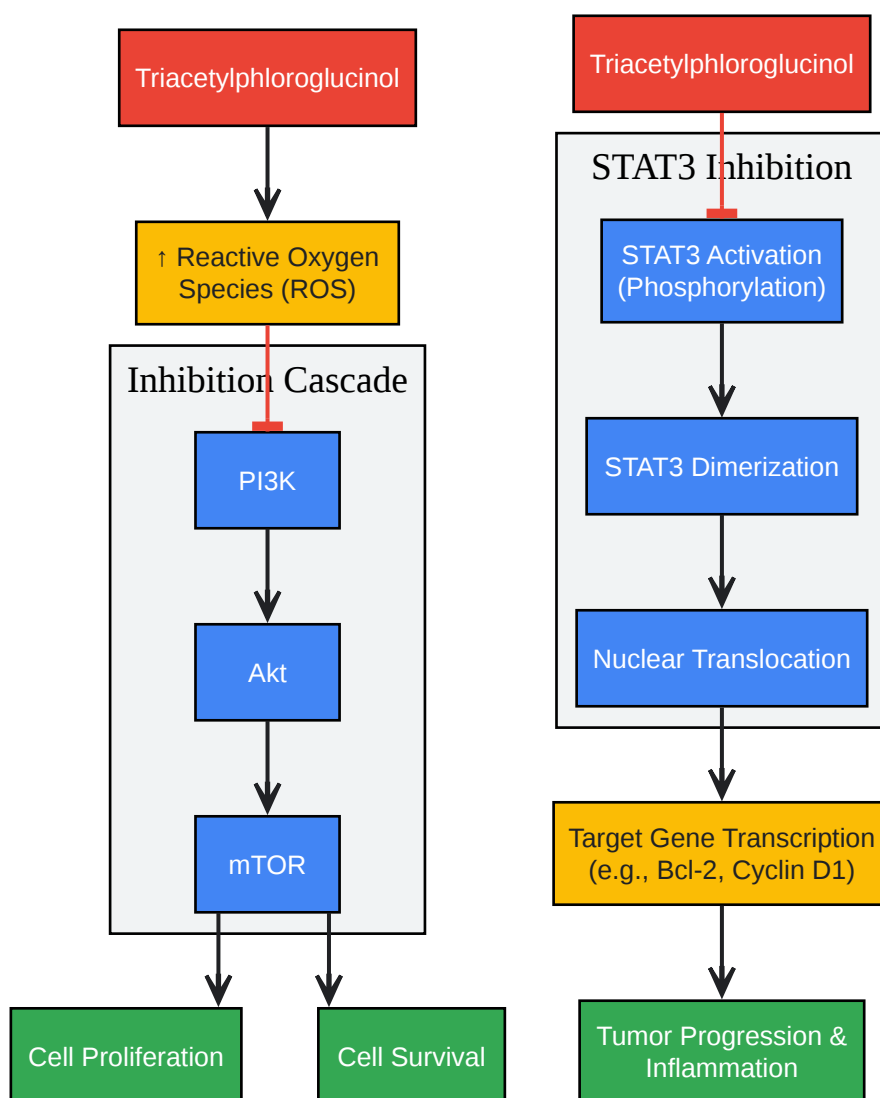 Triacetylphloroglucinol
↑ Reactive Oxygen
Species (ROS)
Inhibition Cascade
PI3K
Akt
mTOR
Cell Proliferation
Cell Survival
Triacetylphloroglucinol
STAT3 Inhibition
STAT3 Activation
(Phosphorylation)
STAT3 Dimerization
Nuclear Translocation
Target Gene Transcription
(e.g., Bcl-2, Cyclin D1)
Tumor Progression &
Inflammation